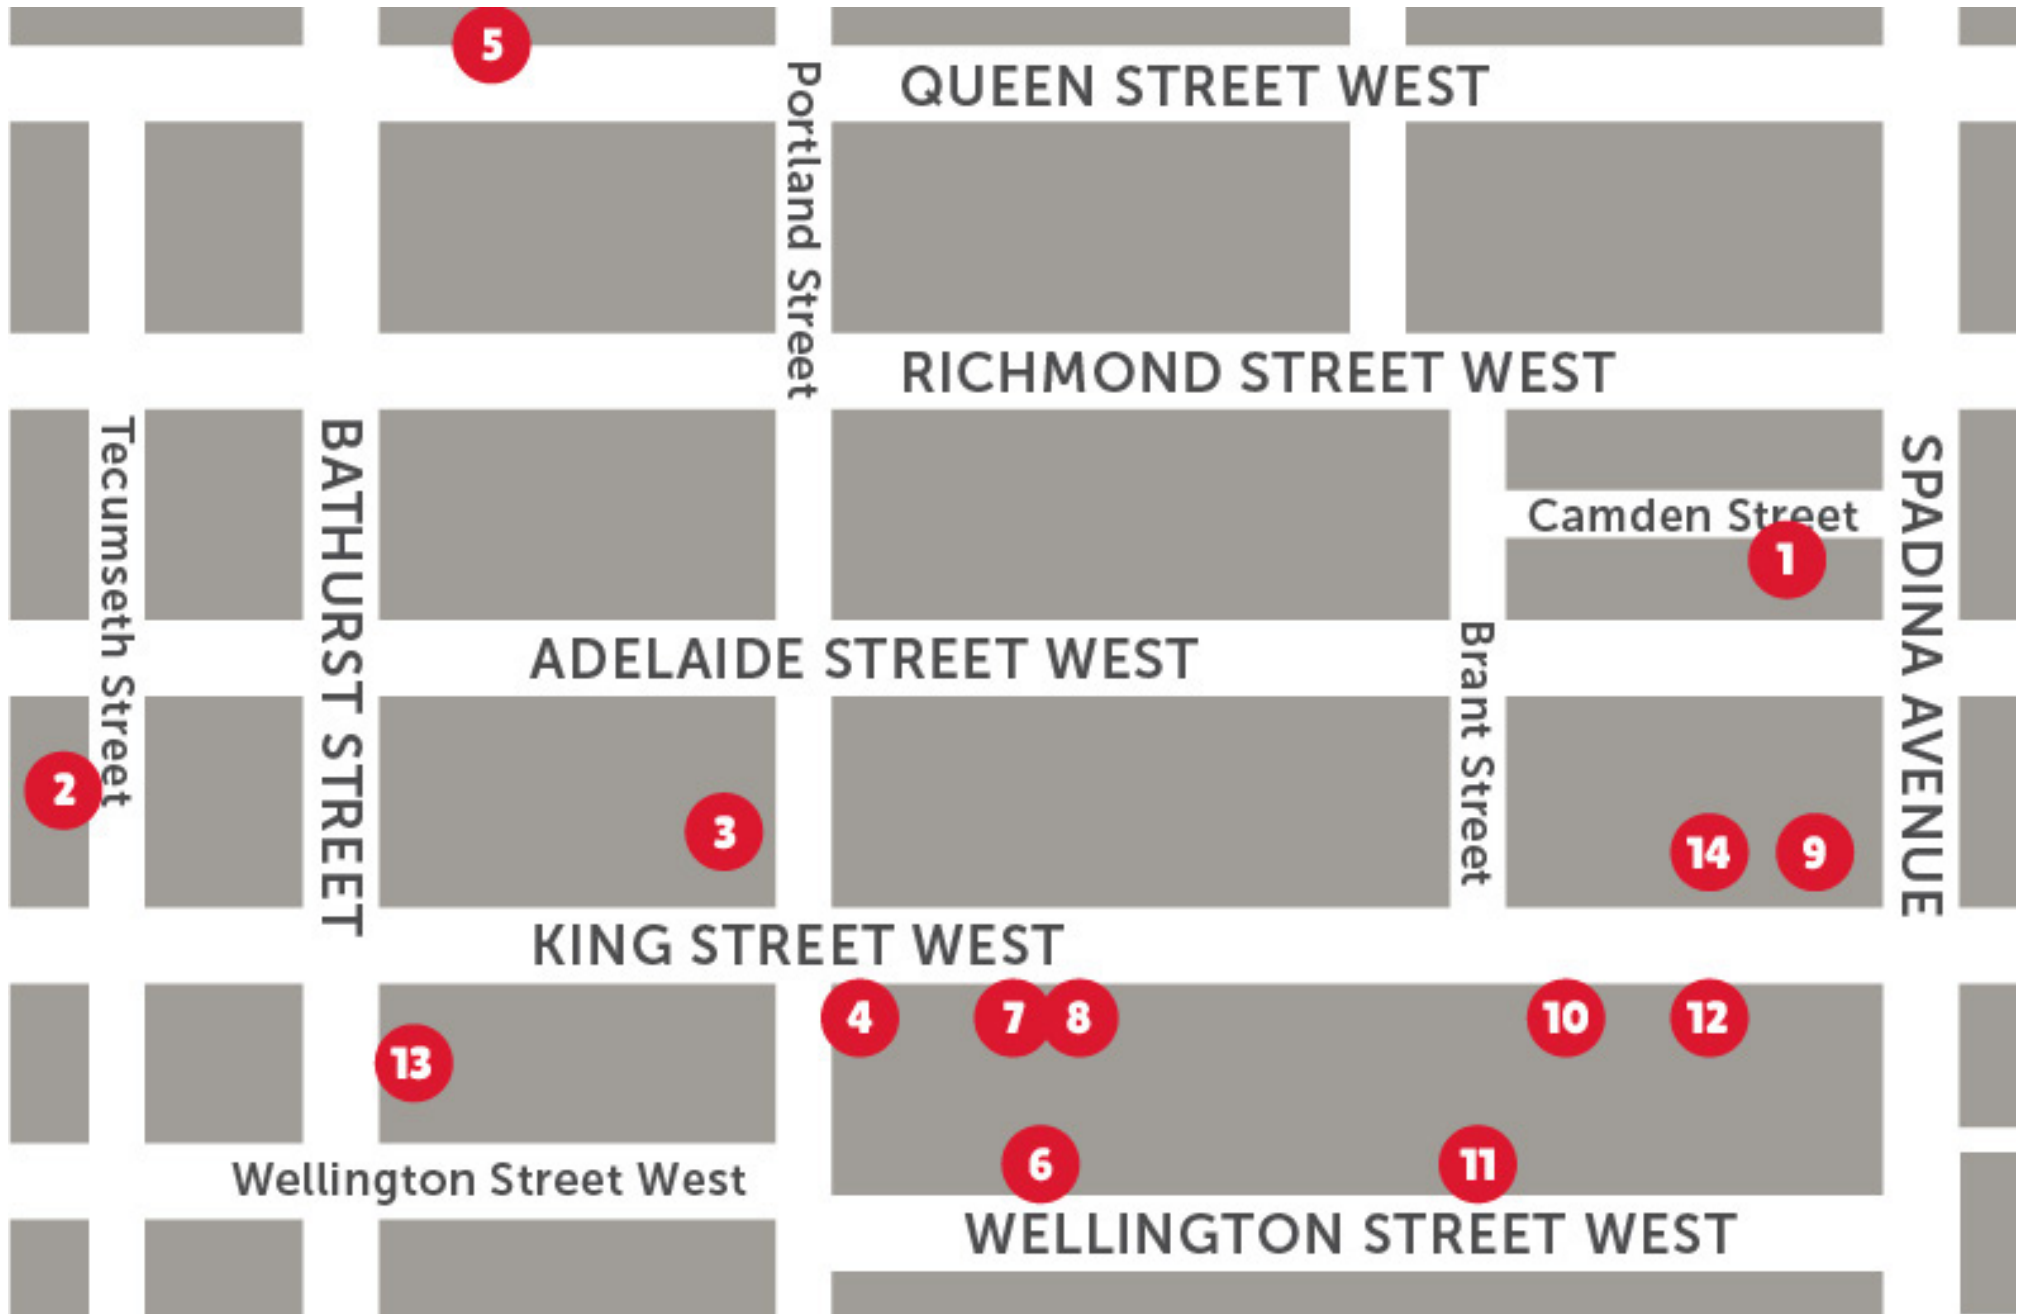 5
QUEEN STREET WEST
Portland Street
RICHMOND STREET WEST
Tecumseth Street
BATHURST STREET
SPADINA AVENUE
Camden Street
1
ADELAIDE STREET WEST
Brant Street
2
3
14
9
KING STREET WEST
4
7
8
10
12
13
6
11
Wellington Street West
WELLINGTON STREET WEST